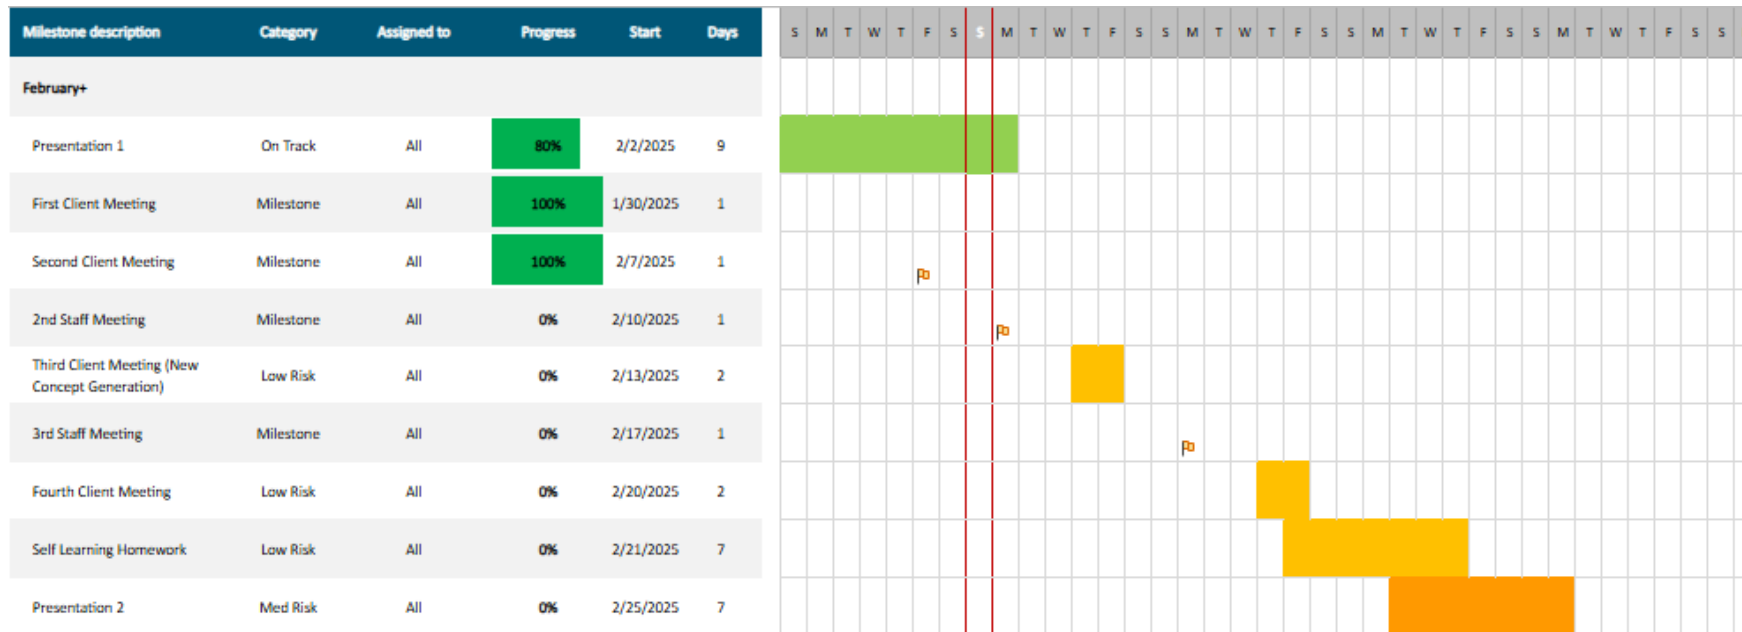 Milestone description Category Assigned to Progress Start Days S M T W T F S S M T W T F S S M T W T F S S M T W T F S S M T W T F S S
February+
Presentation 1 On Track All 80% 2/2/2025 9
First Client Meeting Milestone All 100% 1/30/2025 1
Second Client Meeting Milestone All 100% 2/7/2025 1
2nd Staff Meeting Milestone All 0% 2/10/2025 1
Third Client Meeting (New
Concept Generation) Low Risk All 0% 2/13/2025 2
3rd Staff Meeting Milestone All 0% 2/17/2025 1
Fourth Client Meeting Low Risk All 0% 2/20/2025 2
Self Learning Homework Low Risk All 0% 2/21/2025 7
Presentation 2 Med Risk All 0% 2/25/2025 7